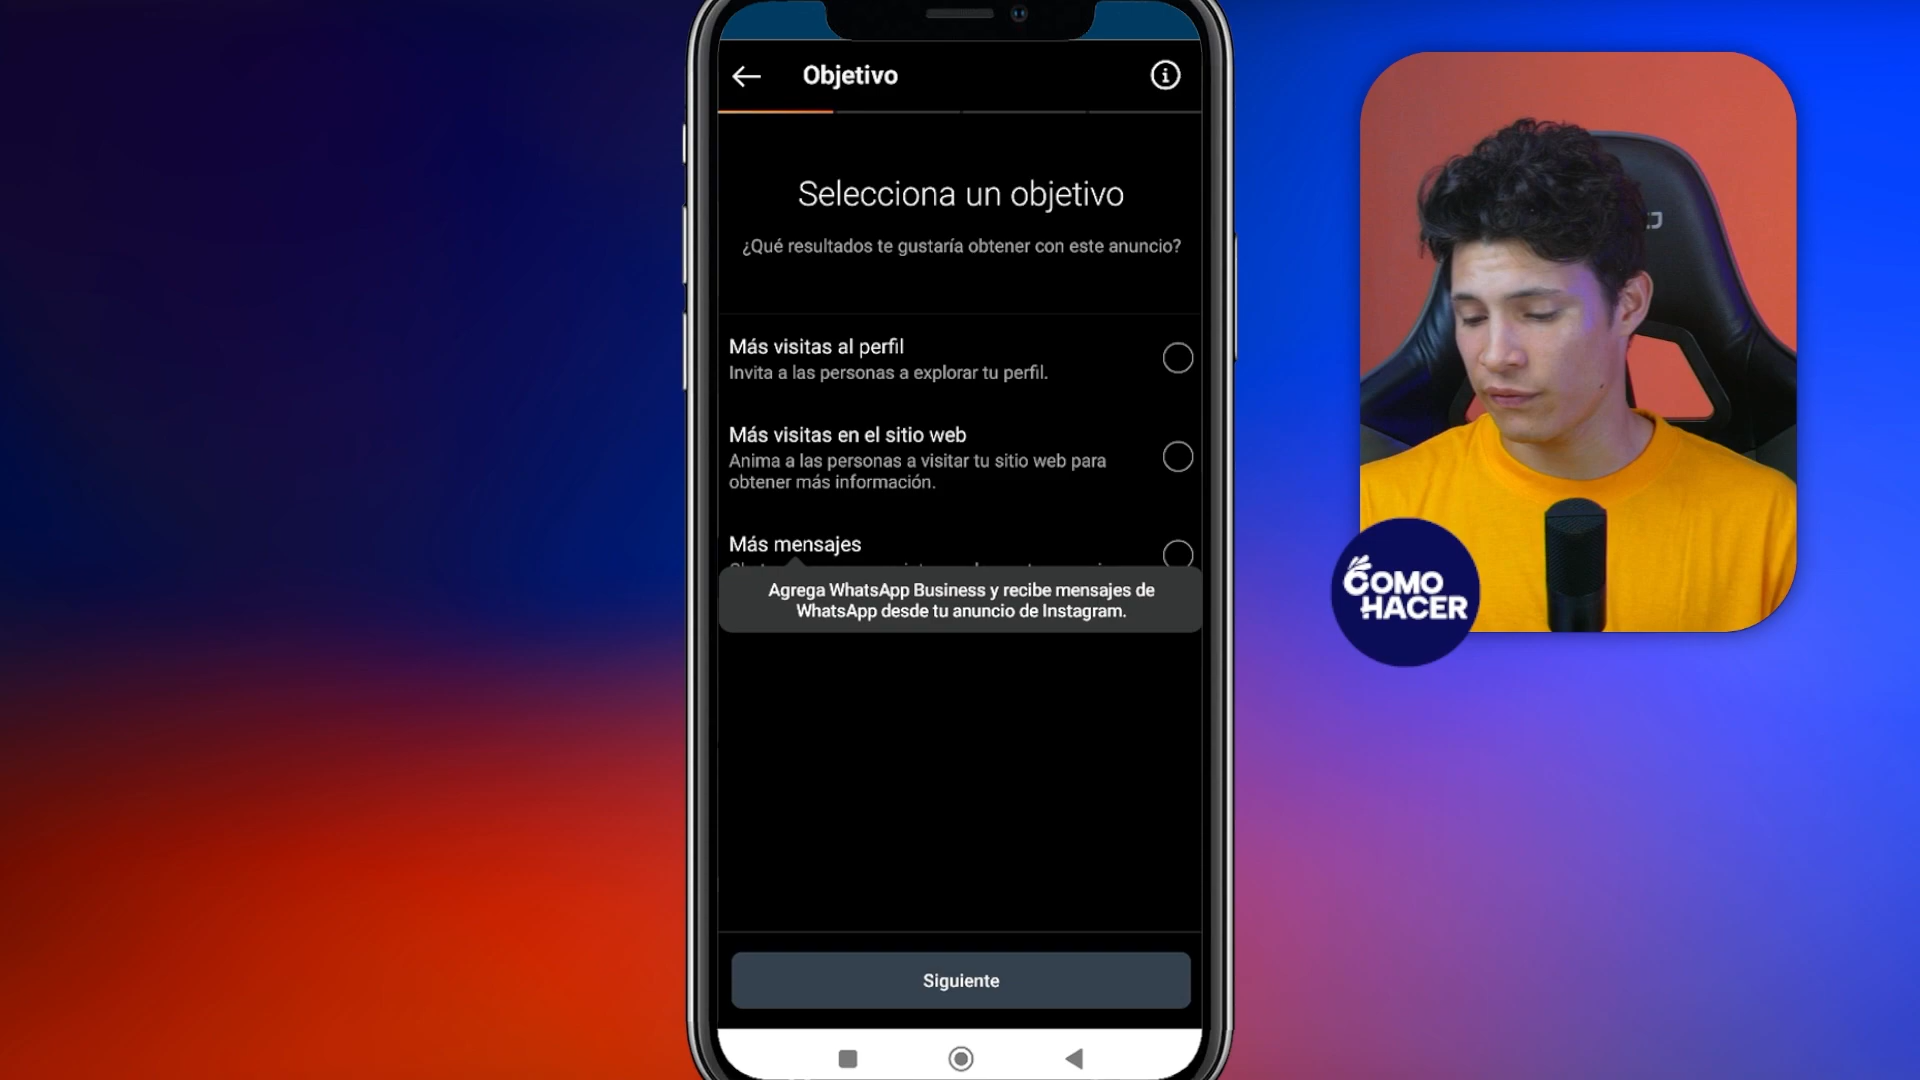 Objetivo
Selecciona un objetivo
¿Qué resultados te gustaría obtener con este anuncio?
Más visitas al perfil
Invita a las personas a explorar tu perfil.
Más visitas en el sitio web
Anima a las personas a visitar tu sitio web para
obtener más información.
Más mensajes
Agrega WhatsApp Business y recibe mensajes de
WhatsApp desde tu anuncio de Instagram.
Siguiente
COMO
HACER